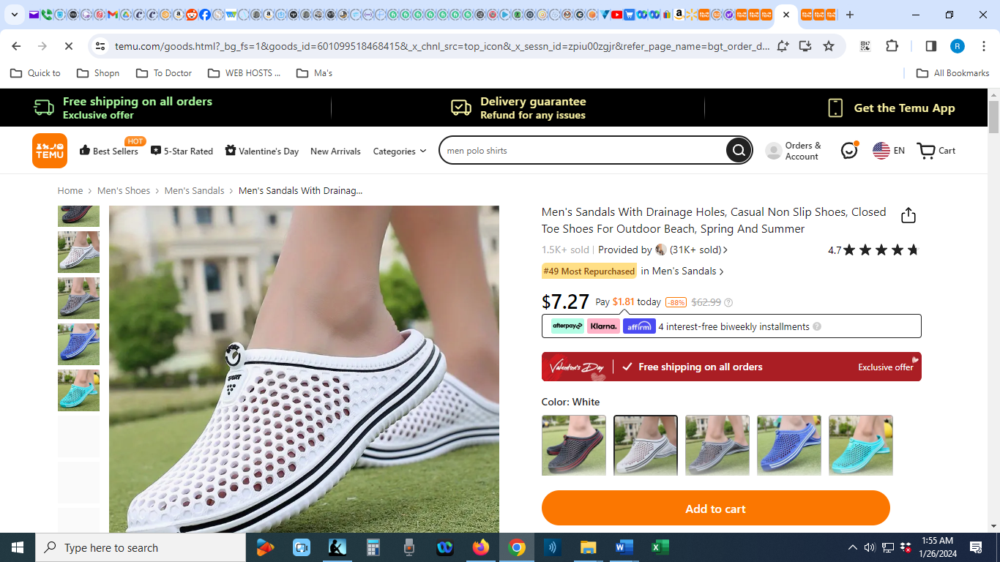 temu.com/goods.html?_bg_fs=1&goods_id=601099518468415&_x_chnl_src=top_icon&_x_sessn_id=zpiu00zgjr&refer_page_name=bgt_order_d...
R
Quick to
Shopn
To Doctor
WEB HOSTS ...
Ma's
All Bookmarks
Free shipping on all orders
Exclusive offer
Delivery guarantee
Refund for any issues
Get the Temu App
TEMU
Best Sellers
HOT
5-Star Rated
Valentine's Day
New Arrivals
Categories
men polo shirts
Orders &
Account
EN
Cart
Home > Men's Shoes > Men's Sandals > Men's Sandals With Drainag...
Men's Sandals With Drainage Holes, Casual Non Slip Shoes, Closed
Toe Shoes For Outdoor Beach, Spring And Summer
1.5K+ sold | Provided by (31K+ sold) >
4.7
#49 Most Repurchased in Men's Sandals >
$7.27 Pay $1.81 today -88% $62.99 ?
afterpay Klarna. affirm 4 interest-free biweekly installments ?
Valentine's Day Free shipping on all orders Exclusive offer
Color: White
SPORT
Add to cart
Type here to search
1:55 AM
1/26/2024